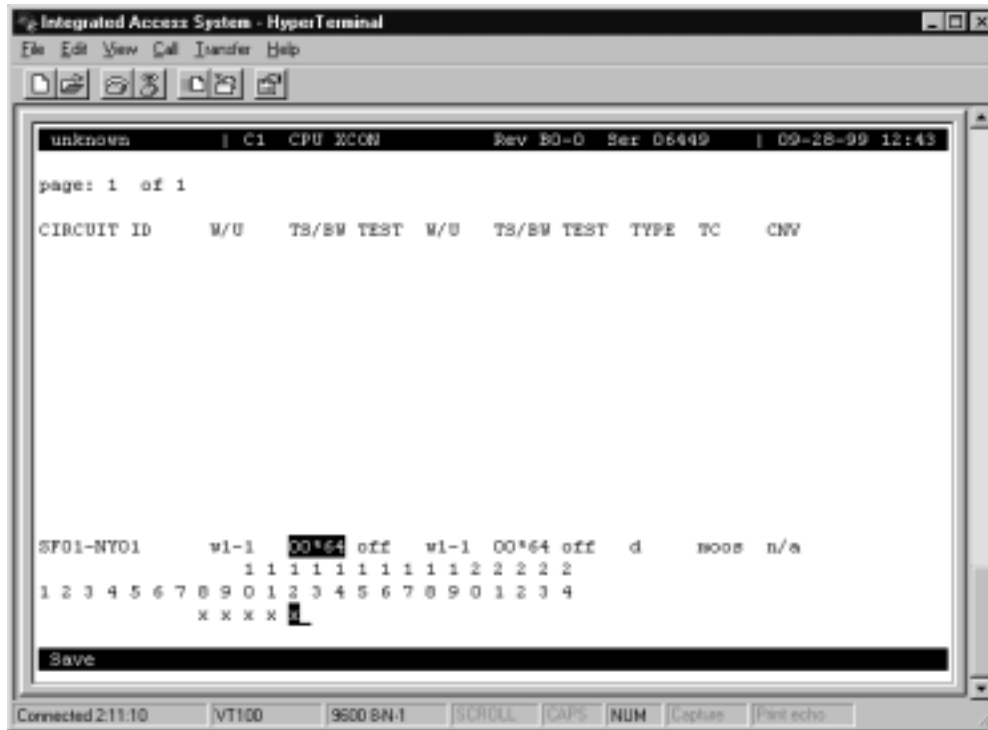 Integrated Access System - HyperTerminal
File Edit View Call Transfer Help
unknown | C1 CPU XCON Rev B0-0 Ser 06449 | 09-28-99 12:43
page: 1 of 1
CIRCUIT ID W/U TS/BW TEST W/U TS/BW TEST TYPE TC CNV
SF01-NY01 w1-1 00*64 off w1-1 00*64 off d moos n/a
1 1 1 1 1 1 1 1 1 1 2 2 2 2 2
1 2 3 4 5 6 7 8 9 0 1 2 3 4 5 6 7 8 9 0 1 2 3 4
x x x x x_
Save
Connected 2:11:10 VT100 9600 8-N-1 SCROLL CAPS NUM Capture Print echo